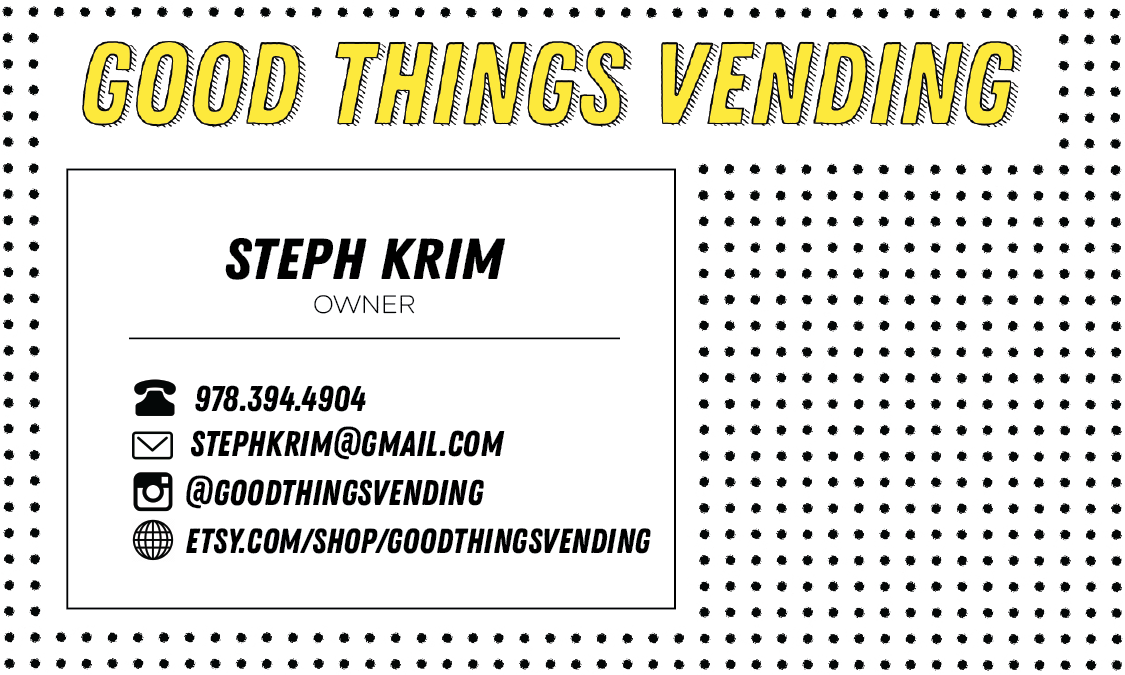 GOOD THINGS VENDING
STEPH KRIM
OWNER
978.394.4904
STEPHKRIM@GMAIL.COM
@GOODTHINGSVENDING
ETSY.COM/SHOP/GOODTHINGSVENDING